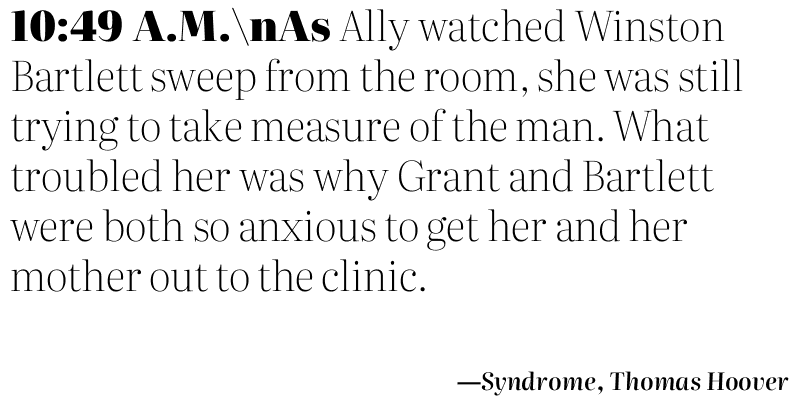 10:49 A.M.\nAs Ally watched Winston
Bartlett sweep from the room, she was still
trying to take measure of the man. What
troubled her was why Grant and Bartlett
were both so anxious to get her and her
mother out to the clinic.
—Syndrome, Thomas Hoover